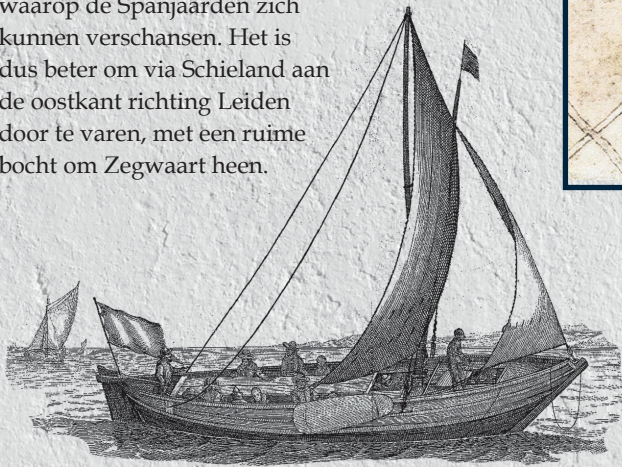 waarop de Spanjaarden zich
kunnen verschansen. Het is
dus beter om via Schieland aan
de oostkant richting Leiden
door te varen, met een ruime
bocht om Zegwaart heen.